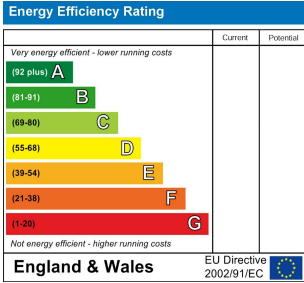 Energy Efficiency Rating
Current Potential
Very energy efficient - lower running costs
(92 plus) A
(81-91) B
(69-80) C
(55-68) D
(39-54) E
(21-38) F
(1-20) G
Not energy efficient - higher running costs
England & Wales
EU Directive
2002/91/EC